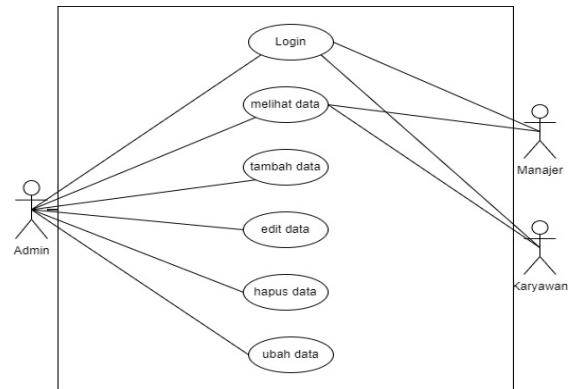 Login
melihat data
tambah data
edit data
hapus data
ubah data
Admin
Manajer
Karyawan